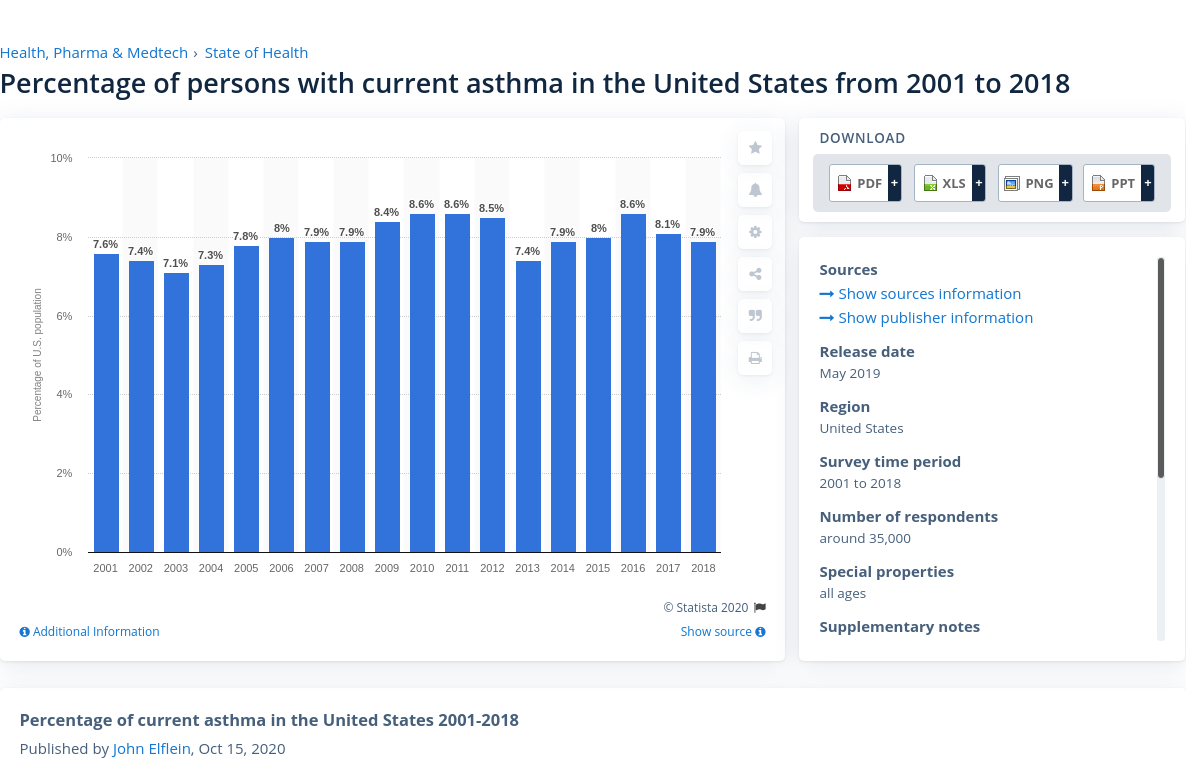 Health, Pharma & Medtech › State of Health
Percentage of persons with current asthma in the United States from 2001 to 2018
10%
8%
6%
4%
2%
0%
Percentage of U.S. population
7.6% 7.4% 7.1% 7.3% 7.8% 8% 7.9% 7.9% 8.4% 8.6% 8.6% 8.5% 7.4% 7.9% 8% 8.6% 8.1% 7.9%
2001 2002 2003 2004 2005 2006 2007 2008 2009 2010 2011 2012 2013 2014 2015 2016 2017 2018
© Statista 2020
Additional Information
Show source
DOWNLOAD
PDF + XLS + PNG + PPT +
Sources
Show sources information
Show publisher information
Release date
May 2019
Region
United States
Survey time period
2001 to 2018
Number of respondents
around 35,000
Special properties
all ages
Supplementary notes
Percentage of current asthma in the United States 2001-2018
Published by John Elflein, Oct 15, 2020